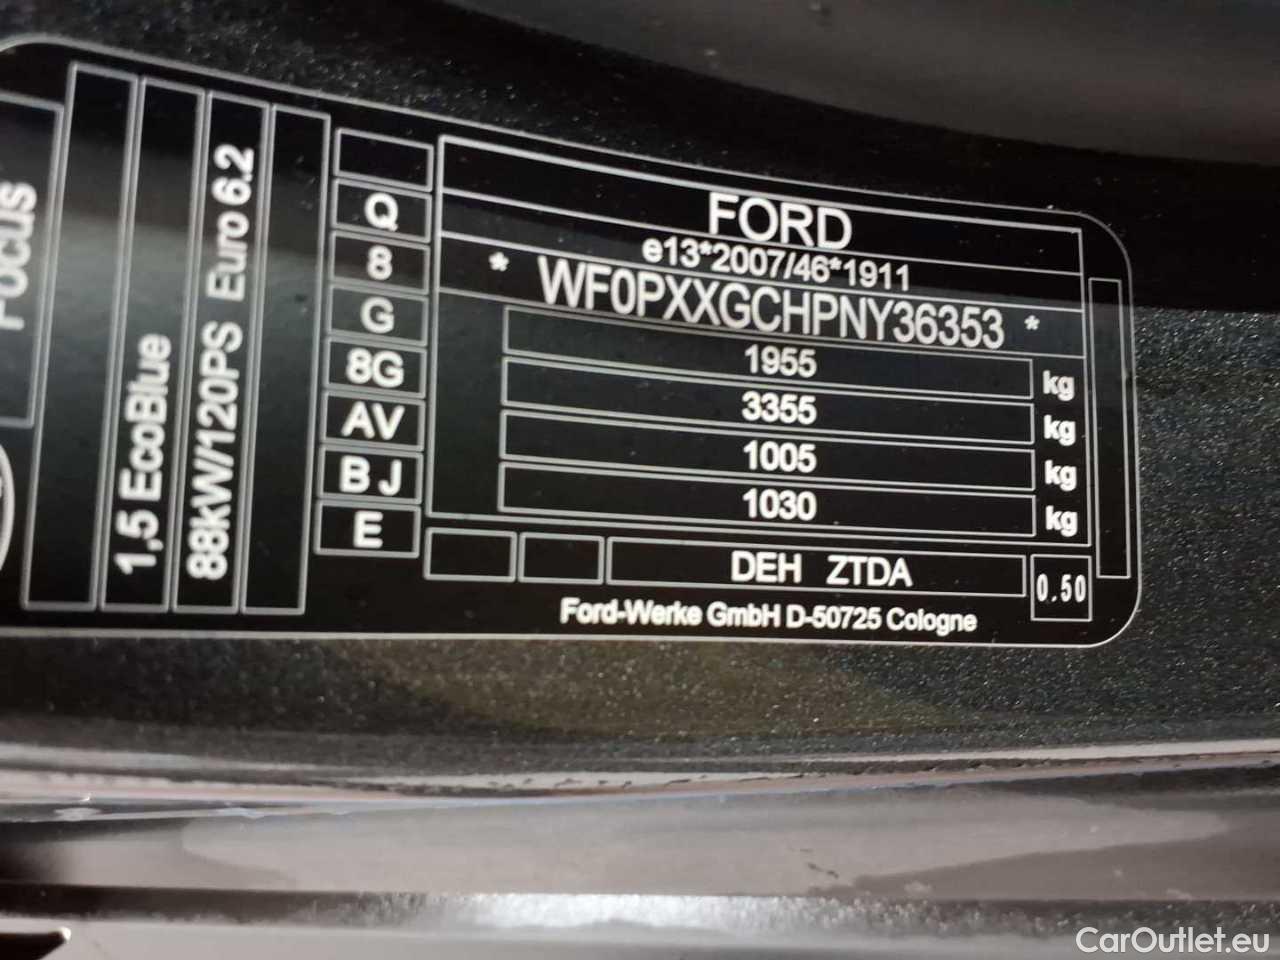 Focus
1,5 EcoBlue
88kW/120PS Euro 6.2
Q
8
G
8G
AV
BJ
E
FORD
e13*2007/46*1911
* WF0PXXGCHPNY36353 *
1955 kg
3355 kg
1005 kg
1030 kg
DEH ZTDA
0.50
Ford-Werke GmbH D-50725 Cologne
CarOutlet.eu